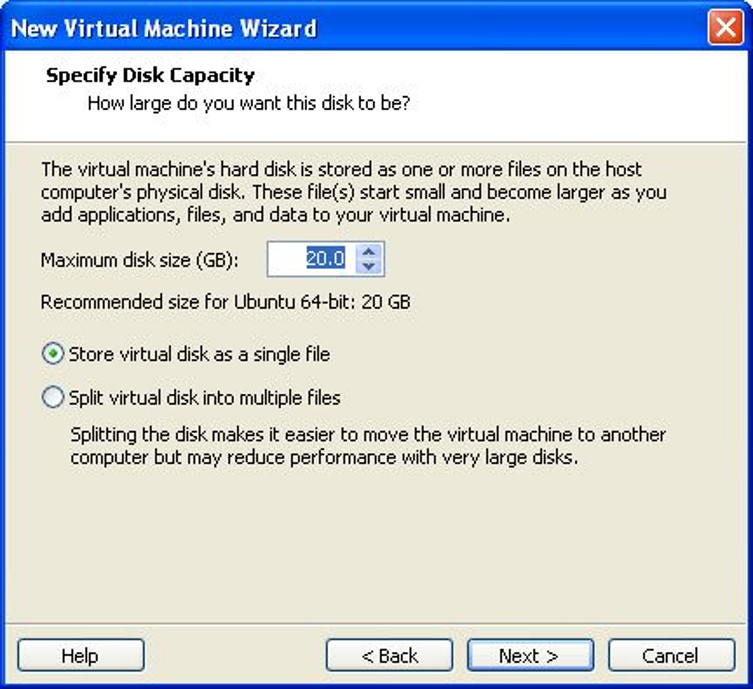 New Virtual Machine Wizard
Specify Disk Capacity
How large do you want this disk to be?
The virtual machine's hard disk is stored as one or more files on the host
computer's physical disk. These file(s) start small and become larger as you
add applications, files, and data to your virtual machine.
Maximum disk size (GB): 20.0
Recommended size for Ubuntu 64-bit: 20 GB
Store virtual disk as a single file
Split virtual disk into multiple files
Splitting the disk makes it easier to move the virtual machine to another
computer but may reduce performance with very large disks.
Help < Back Next > Cancel